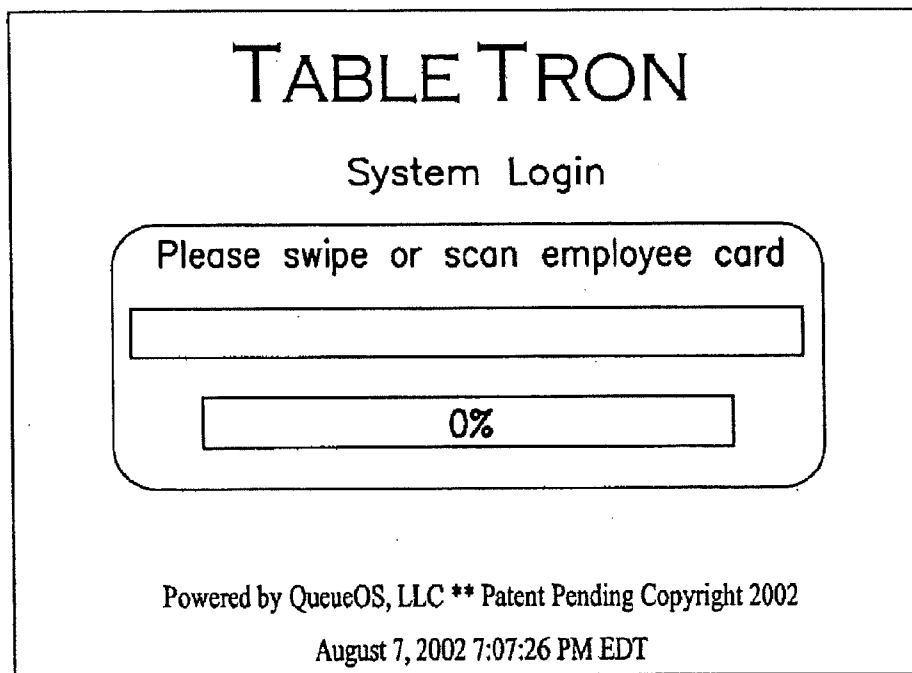 TABLE TRON
System Login
Please swipe or scan employee card
0%
Powered by QueueOS, LLC ** Patent Pending Copyright 2002
August 7, 2002 7:07:26 PM EDT